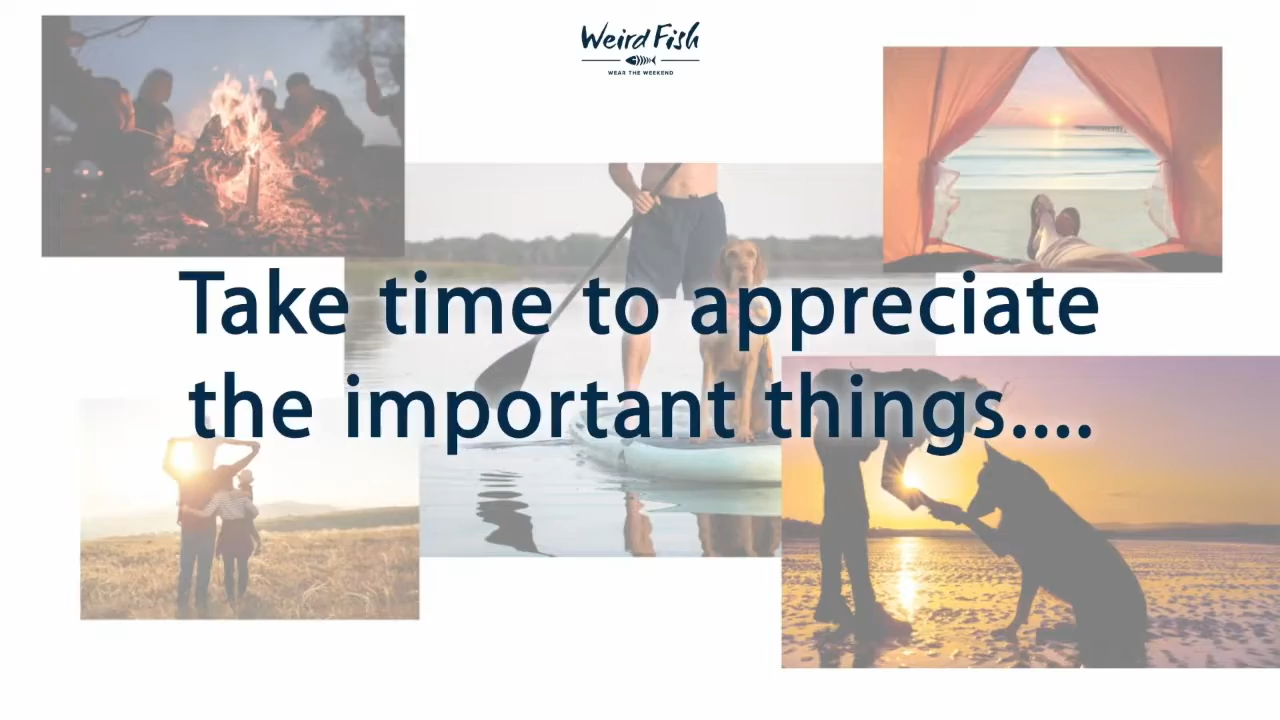 Weird Fish
WEAR THE WEEKEND
Take time to appreciate
the important things....